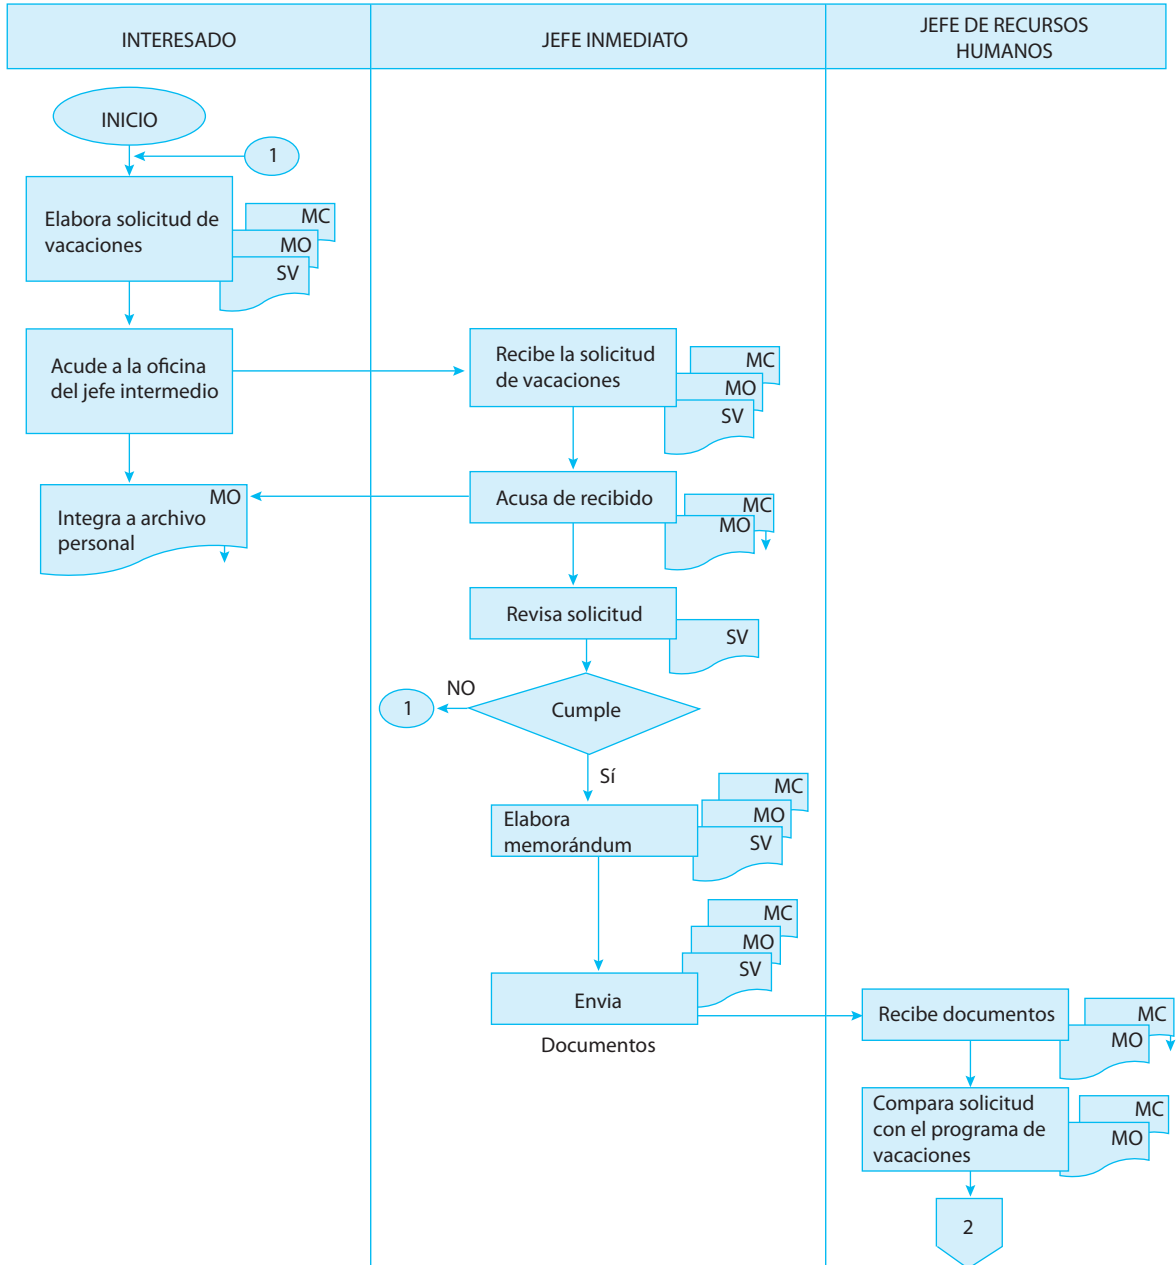 INTERESADO
JEFE INMEDIATO
JEFE DE RECURSOS
HUMANOS
INICIO
1
Elabora solicitud de
vacaciones
MC
MO
SV
Acude a la oficina
del jefe intermedio
Recibe la solicitud
de vacaciones
MC
MO
SV
MO
Integra a archivo
personal
Acusa de recibido
MC
MO
Revisa solicitud
SV
NO
1
Cumple
Sí
Elabora
memorándum
MC
MO
SV
MC
MO
SV
Envia
Documentos
Recibe documentos
MC
MO
Compara solicitud
con el programa de
vacaciones
MC
MO
2